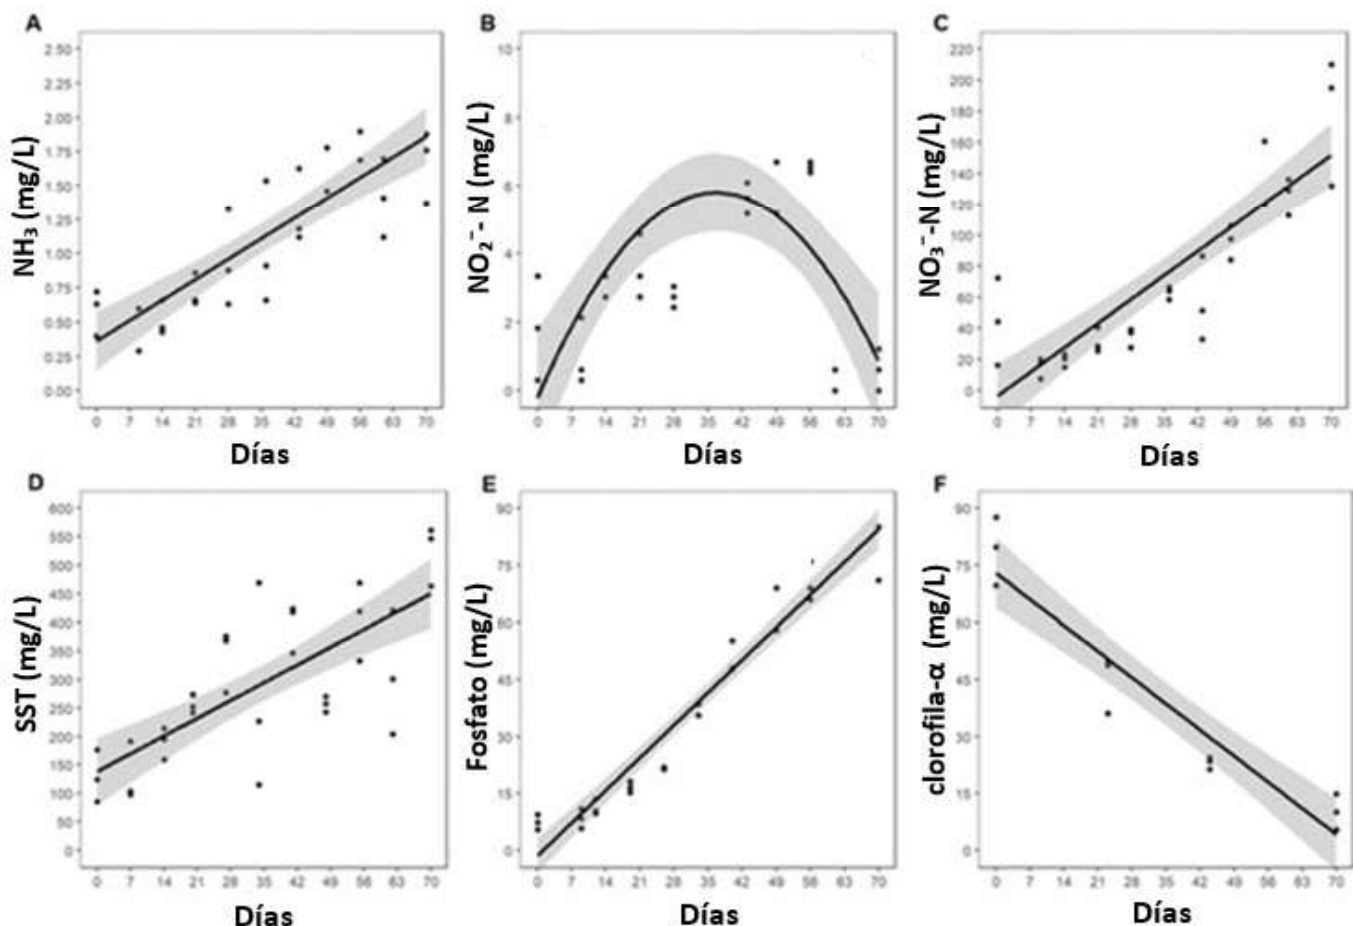 A
NH₃ (mg/L)
2.50
2.25
2.00
1.75
1.50
1.25
1.00
0.75
0.50
0.25
0.00
0 7 14 21 28 35 42 49 56 63 70
Días
B
NO₂⁻- N (mg/L)
10
8
6
4
2
0
0 7 14 21 28 35 42 49 56 63 70
Días
C
NO₃⁻-N (mg/L)
220
200
180
160
140
120
100
80
60
40
20
0
0 7 14 21 28 35 42 49 56 63 70
Días
D
SST (mg/L)
600
550
500
450
400
350
300
250
200
150
100
50
0
0 7 14 21 28 35 42 49 56 63 70
Días
E
Fosfato (mg/L)
90
75
60
45
30
15
0
0 7 14 21 28 35 42 49 56 63 70
Días
F
clorofila-α (mg/L)
90
75
60
45
30
15
0
0 7 14 21 28 35 42 49 56 63 70
Días